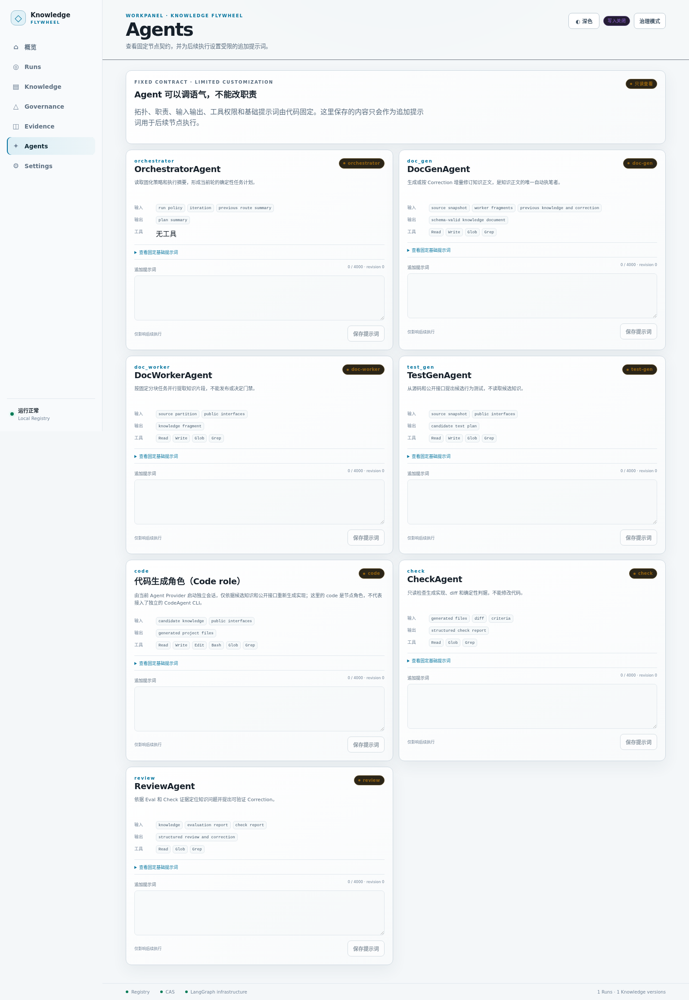 Knowledge
FLYWHEEL
概览
Runs
Knowledge
Governance
Evidence
Agents
Settings
运行正常
Local Registry
WORKPANEL · KNOWLEDGE FLYWHEEL
Agents
查看固定节点契约，并为后续执行设置受限的追加提示词。
深色
写入关闭
治理模式
FIXED CONTRACT · LIMITED CUSTOMIZATION
只读查看
Agent 可以调语气，不能改职责
拓扑、职责、输入输出、工具权限和基础提示词由代码固定。这里保存的内容只会作为追加提示
词用于后续节点执行。
orchestrator
OrchestratorAgent
orchestrator
读取固化策略和执行摘要，形成当前轮的确定性任务计划。
输入 run policy iteration previous route summary
输出 plan summary
工具 无工具
查看固定基础提示词
追加提示词 0 / 4000 · revision 0
仅影响后续执行 保存提示词
doc_gen
DocGenAgent
doc-gen
生成或按 Correction 增量修订知识正文，是知识正文的唯一自动执笔者。
输入 source snapshot worker fragments previous knowledge and correction
输出 schema-valid knowledge document
工具 Read Write Glob Grep
查看固定基础提示词
追加提示词 0 / 4000 · revision 0
仅影响后续执行 保存提示词
doc_worker
DocWorkerAgent
doc-worker
按固定分块任务并行提取知识片段，不能发布或决定门禁。
输入 source partition public interfaces
输出 knowledge fragment
工具 Read Write Glob Grep
查看固定基础提示词
追加提示词 0 / 4000 · revision 0
仅影响后续执行 保存提示词
test_gen
TestGenAgent
test-gen
从源码和公开接口提出候选行为测试，不读取候选知识。
输入 source snapshot public interfaces
输出 candidate test plan
工具 Read Write Glob Grep
查看固定基础提示词
追加提示词 0 / 4000 · revision 0
仅影响后续执行 保存提示词
code
代码生成角色（Code role）
code
由当前 Agent Provider 启动独立会话，仅依据候选知识和公开接口重新生成实现；这里的 code 是节点角色，不代表
接入了独立的 CodeAgent CLI。
输入 candidate knowledge public interfaces
输出 generated project files
工具 Read Write Edit Bash Glob Grep
查看固定基础提示词
追加提示词 0 / 4000 · revision 0
仅影响后续执行 保存提示词
check
CheckAgent
check
只读检查生成实现、diff 和确定性判据，不能修改代码。
输入 generated files diff criteria
输出 structured check report
工具 Read Glob Grep
查看固定基础提示词
追加提示词 0 / 4000 · revision 0
仅影响后续执行 保存提示词
review
ReviewAgent
review
依据 Eval 和 Check 证据定位知识问题并提出可验证 Correction。
输入 knowledge evaluation report check report
输出 structured review and correction
工具 Read Glob Grep
查看固定基础提示词
追加提示词 0 / 4000 · revision 0
仅影响后续执行 保存提示词
Registry CAS LangGraph infrastructure 1 Runs · 1 Knowledge versions